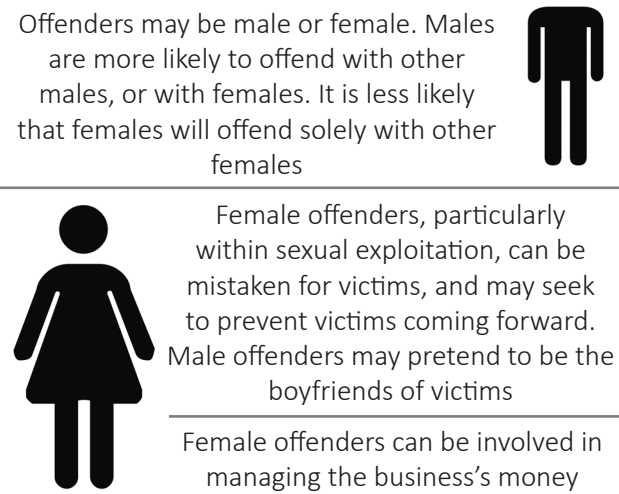 Offenders may be male or female. Males
are more likely to offend with other
males, or with females. It is less likely
that females will offend solely with other
females
Female offenders, particularly
within sexual exploitation, can be
mistaken for victims, and may seek
to prevent victims coming forward.
Male offenders may pretend to be the
boyfriends of victims
Female offenders can be involved in
managing the business’s money